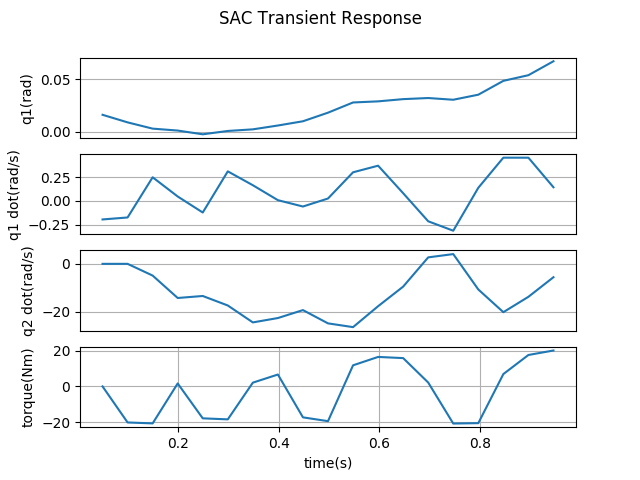 SAC Transient Response
q1(rad)
0.05
0.00
q1 dot(rad/s)
0.25
0.00
−0.25
q2 dot(rad/s)
0
−20
torque(Nm)
20
0
−20
0.2 0.4 0.6 0.8
time(s)